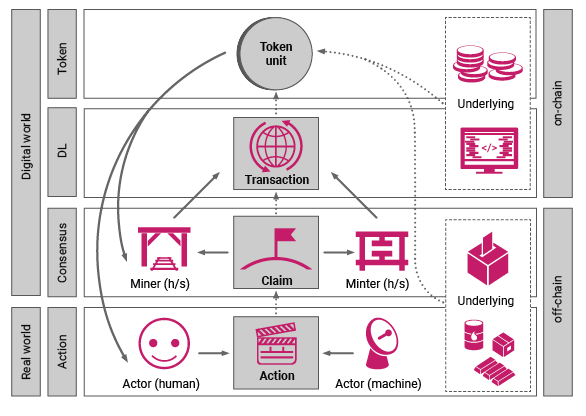 Digital world
Real world
Token
DL
Consensus
Action
Token
unit
</>
Underlying
Transaction
Claim
Miner (h/s)
Minter (h/s)
Underlying
Action
Actor (human)
Actor (machine)
on-chain
off-chain